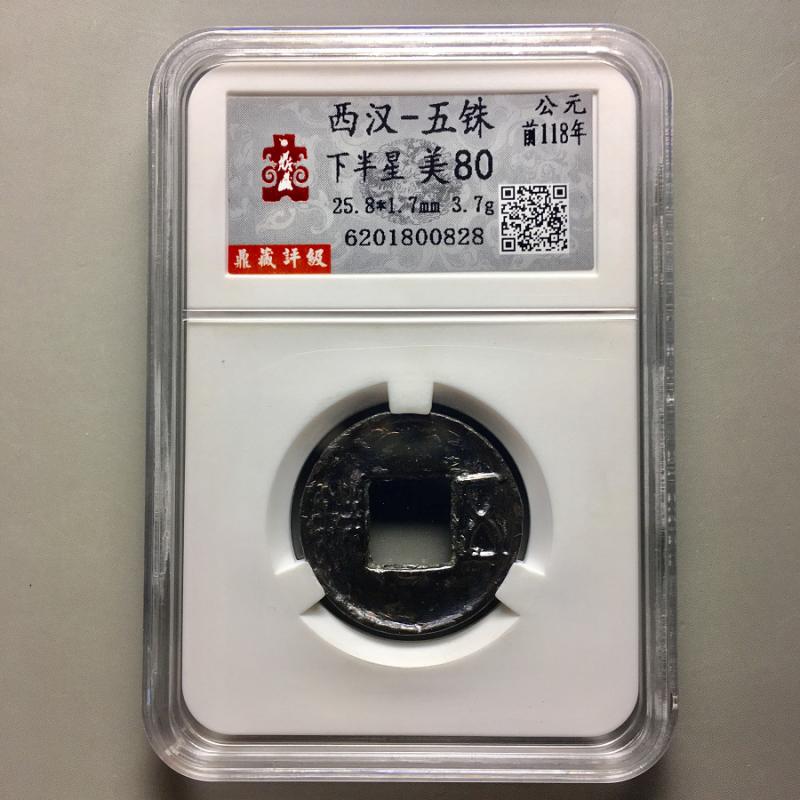 西汉-五铢
公元
前118年
下半星 美80
25.8*1.7mm 3.7g
6201800828
鼎藏評級
五